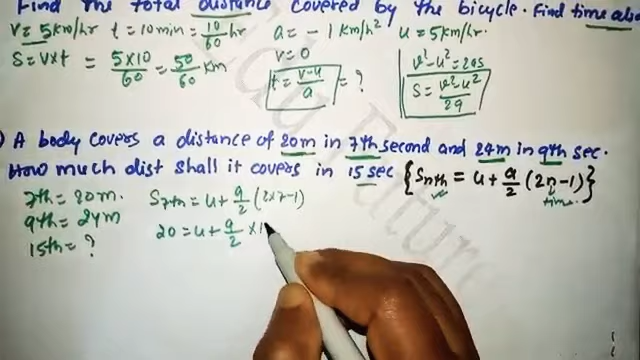 Find the total distance covered by the bicycle. Find time also
V = 5km/hr t = 10min = 10/60 hr a = -1 km/h² u = 5km/hr.
S = v×t = 5×10/60 = 50/60 km v = 0 v²-u² = 2as
t = v-u/a = ? S = v²-u²/2a
) A body covers a distance of 20m in 7th second and 24m in 9th sec.
How much dist shall it covers in 15 sec {Snth = u + a/2 (2n-1)}
time.
7th = 20m. S7th = u + a/2 (2×7-1)
9th = 24m 20 = u + a/2 ×1
15th = ?